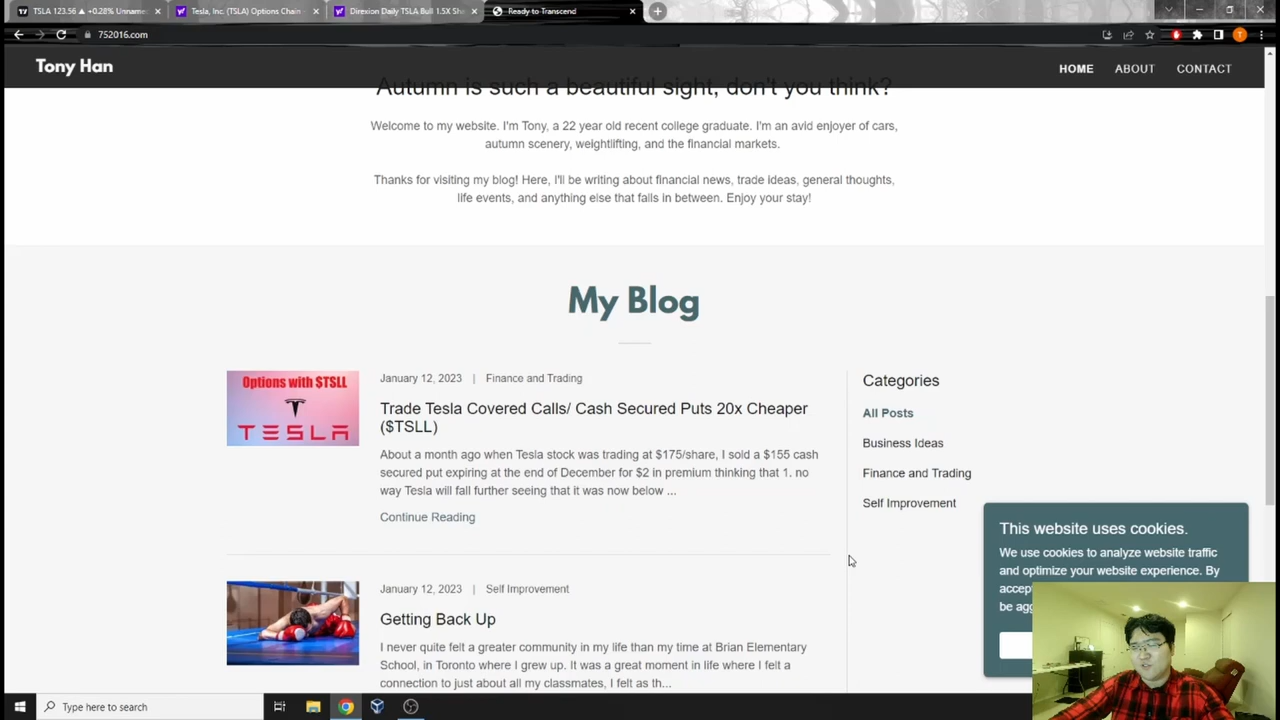 TSLA 123.56 ▲ +0.28% Unname
Tesla, Inc. (TSLA) Options Chain
Direxion Daily TSLA Bull 1.5X Sh
Ready to Transcend
752016.com
T
Tony Han
HOME
ABOUT
CONTACT
Autumn is such a beautiful sight, don't you think?
Welcome to my website. I'm Tony, a 22 year old recent college graduate. I'm an avid enjoyer of cars,
autumn scenery, weightlifting, and the financial markets.
Thanks for visiting my blog! Here, I'll be writing about financial news, trade ideas, general thoughts,
life events, and anything else that falls in between. Enjoy your stay!
My Blog
Options with $TSLL
TESLA
January 12, 2023 | Finance and Trading
Trade Tesla Covered Calls/ Cash Secured Puts 20x Cheaper
($TSLL)
About a month ago when Tesla stock was trading at $175/share, I sold a $155 cash
secured put expiring at the end of December for $2 in premium thinking that 1. no
way Tesla will fall further seeing that it was now below ...
Continue Reading
January 12, 2023 | Self Improvement
Getting Back Up
I never quite felt a greater community in my life than my time at Brian Elementary
School, in Toronto where I grew up. It was a great moment in life where I felt a
connection to just about all my classmates, I felt as th...
Categories
All Posts
Business Ideas
Finance and Trading
Self Improvement
This website uses cookies.
We use cookies to analyze website traffic
and optimize your website experience. By
accep
be agg
Type here to search